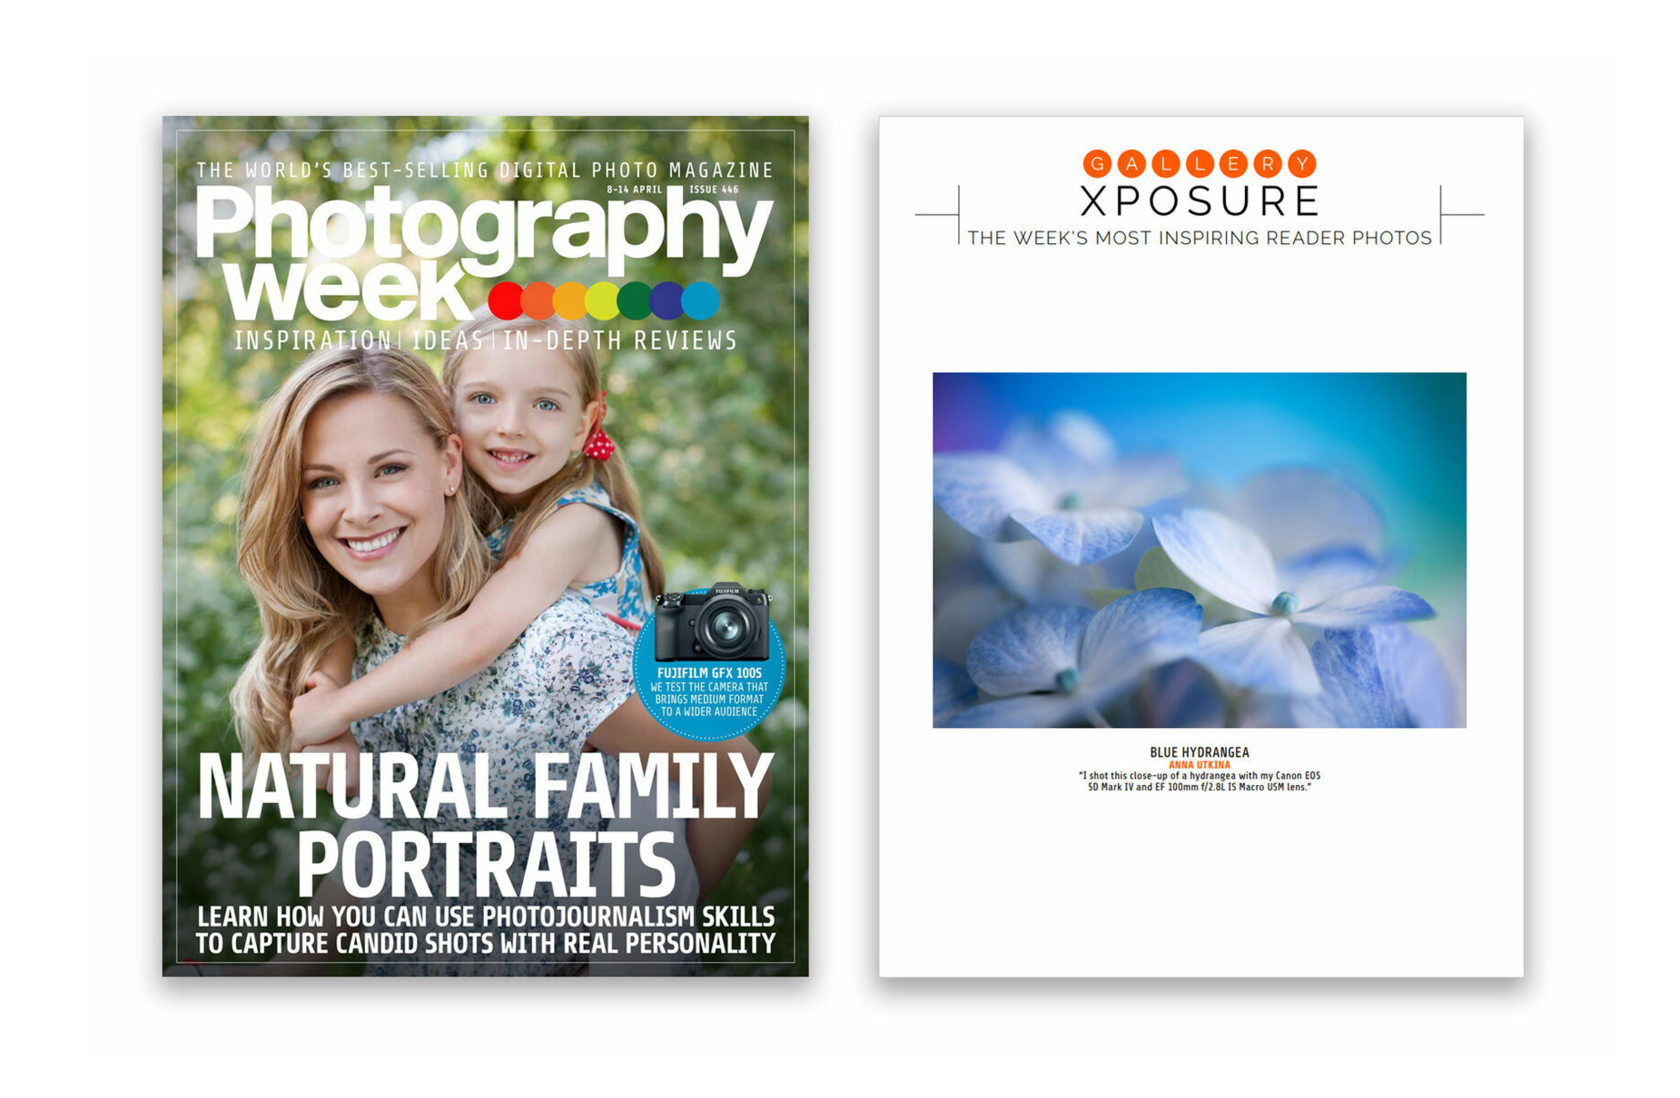 THE WORLD'S BEST-SELLING DIGITAL PHOTO MAGAZINE
8-14 APRIL ISSUE 446
Photography
week
INSPIRATION | IDEAS | IN-DEPTH REVIEWS
FUJIFILM
FUJIFILM GFX 100S
WE TEST THE CAMERA THAT
BRINGS MEDIUM FORMAT
TO A WIDER AUDIENCE
NATURAL FAMILY
PORTRAITS
LEARN HOW YOU CAN USE PHOTOJOURNALISM SKILLS
TO CAPTURE CANDID SHOTS WITH REAL PERSONALITY
GALLERY
XPOSURE
THE WEEK'S MOST INSPIRING READER PHOTOS
BLUE HYDRANGEA
ANNA UTKINA
"I shot this close-up of a hydrangea with my Canon EOS
5D Mark IV and EF 100mm f/2.8L IS Macro USM lens."